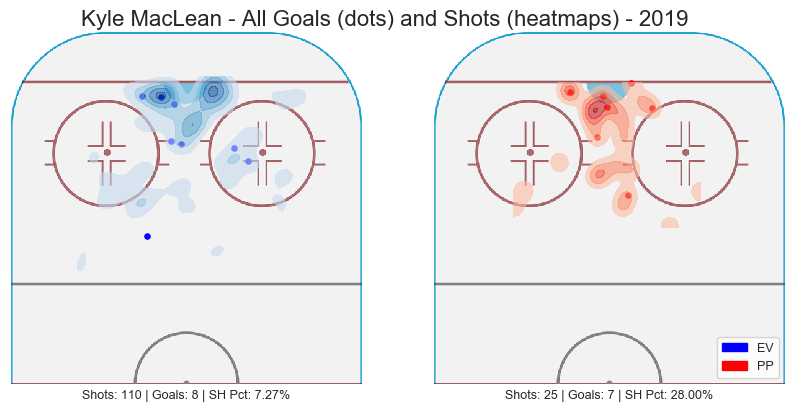 Kyle MacLean - All Goals (dots) and Shots (heatmaps) - 2019
EV
PP
Shots: 110 | Goals: 8 | SH Pct: 7.27%
Shots: 25 | Goals: 7 | SH Pct: 28.00%